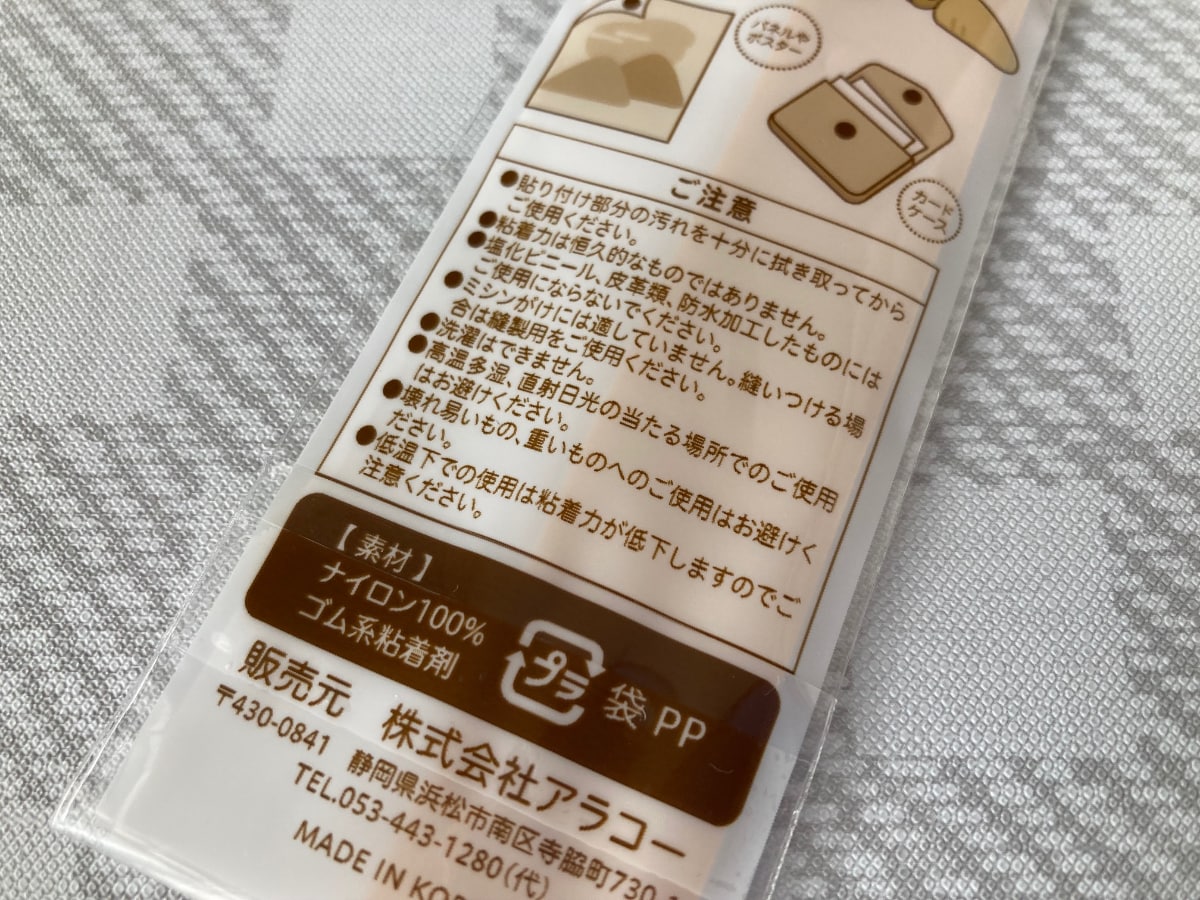 パネルや
ポスター
カード
ケース
ご注意
●貼り付け部分の汚れを十分に拭き取ってから
ご使用ください。
●粘着力は恒久的なものではありません。
●塩化ビニール、皮革類、防水加工したものには
ご使用にならないでください。
●ミシンがけには適していません。縫いつける場
合は縫製用をご使用ください。
●洗濯はできません。
●高温多湿、直射日光の当たる場所でのご使用
はお避けください。
●壊れ易いもの、重いものへのご使用はお避けく
ださい。
●低温下での使用は粘着力が低下しますのでご
注意ください。
【素材】
ナイロン100%
ゴム系粘着剤
プラ
袋 PP
販売元 株式会社アラコー
〒430-0841 静岡県浜松市南区寺脇町730
TEL.053-443-1280(代)
MADE IN